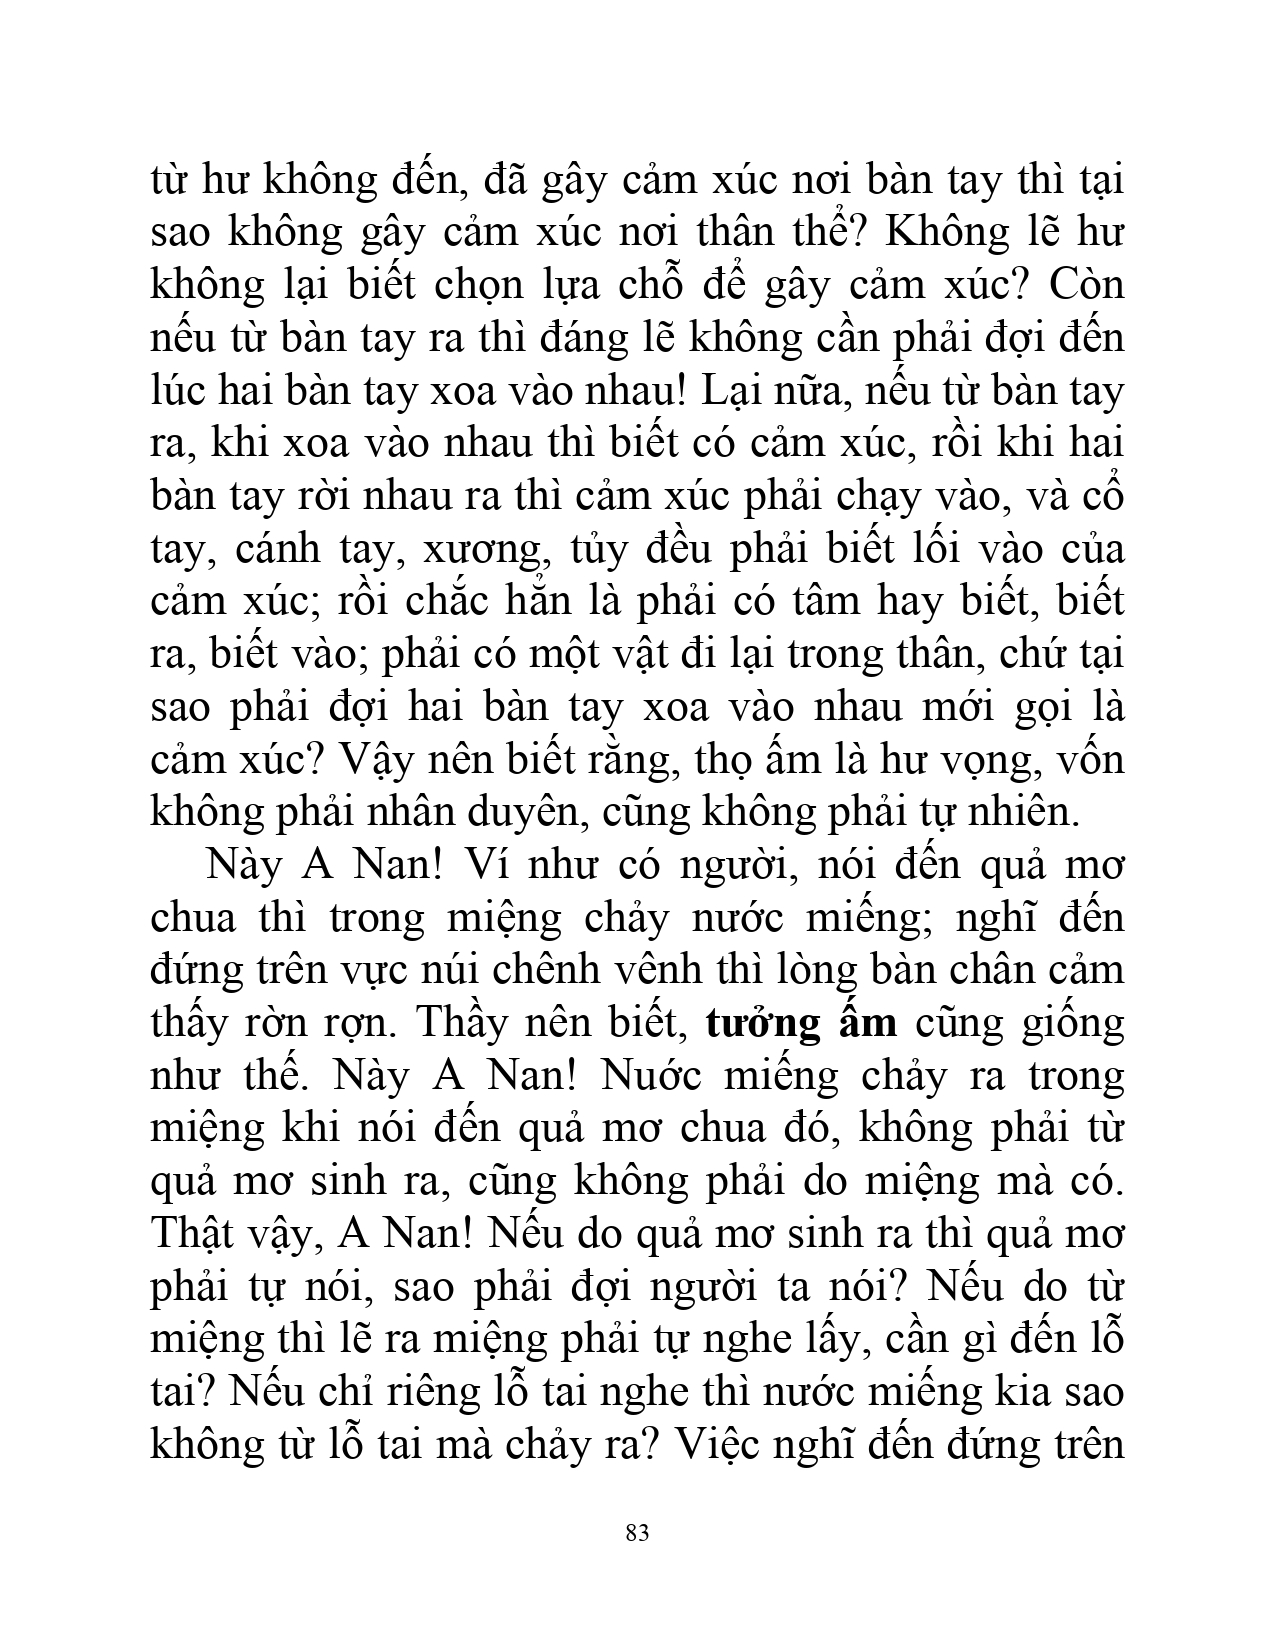 từ hư không đến, đã gây cảm xúc nơi bàn tay thì tại
sao không gây cảm xúc nơi thân thể? Không lẽ hư
không lại biết chọn lựa chỗ để gây cảm xúc? Còn
nếu từ bàn tay ra thì đáng lẽ không cần phải đợi đến
lúc hai bàn tay xoa vào nhau! Lại nữa, nếu từ bàn tay
ra, khi xoa vào nhau thì biết có cảm xúc, rồi khi hai
bàn tay rời nhau ra thì cảm xúc phải chạy vào, và cổ
tay, cánh tay, xương, tủy đều phải biết lối vào của
cảm xúc; rồi chắc hẳn là phải có tâm hay biết, biết
ra, biết vào; phải có một vật đi lại trong thân, chứ tại
sao phải đợi hai bàn tay xoa vào nhau mới gọi là
cảm xúc? Vậy nên biết rằng, thọ ấm là hư vọng, vốn
không phải nhân duyên, cũng không phải tự nhiên.
Này A Nan! Ví như có người, nói đến quả mơ
chua thì trong miệng chảy nước miếng; nghĩ đến
đứng trên vực núi chênh vênh thì lòng bàn chân cảm
thấy rờn rợn. Thầy nên biết, tưởng ấm cũng giống
như thế. Này A Nan! Nuớc miếng chảy ra trong
miệng khi nói đến quả mơ chua đó, không phải từ
quả mơ sinh ra, cũng không phải do miệng mà có.
Thật vậy, A Nan! Nếu do quả mơ sinh ra thì quả mơ
phải tự nói, sao phải đợi người ta nói? Nếu do từ
miệng thì lẽ ra miệng phải tự nghe lấy, cần gì đến lỗ
tai? Nếu chỉ riêng lỗ tai nghe thì nước miếng kia sao
không từ lỗ tai mà chảy ra? Việc nghĩ đến đứng trên
83